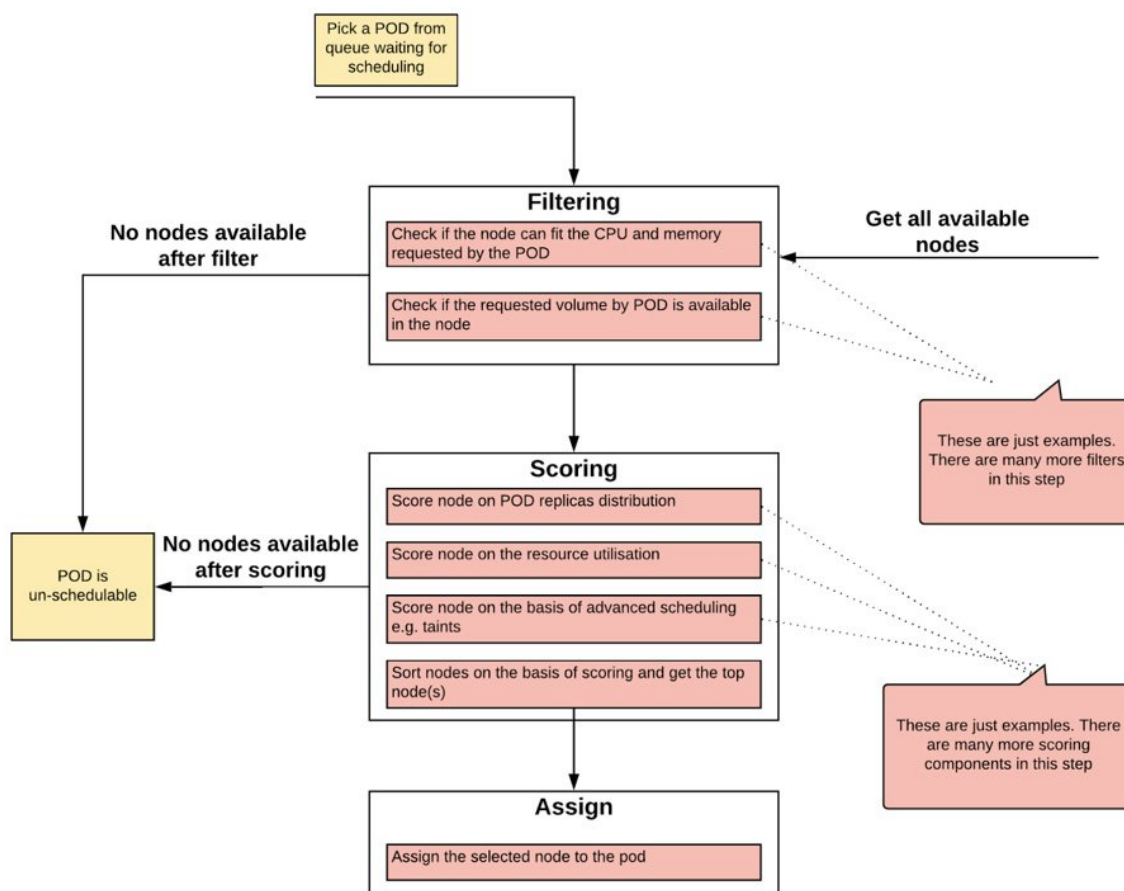 Pick a POD from
queue waiting for
scheduling
Filtering
Check if the node can fit the CPU and memory
requested by the POD
Check if the requested volume by POD is available
in the node
No nodes available
after filter
Get all available
nodes
These are just examples.
There are many more filters
in this step
Scoring
Score node on POD replicas distribution
Score node on the resource utilisation
Score node on the basis of advanced scheduling
e.g. taints
Sort nodes on the basis of scoring and get the top
node(s)
No nodes available
after scoring
POD is
un-schedulable
These are just examples. There
are many more scoring
components in this step
Assign
Assign the selected node to the pod